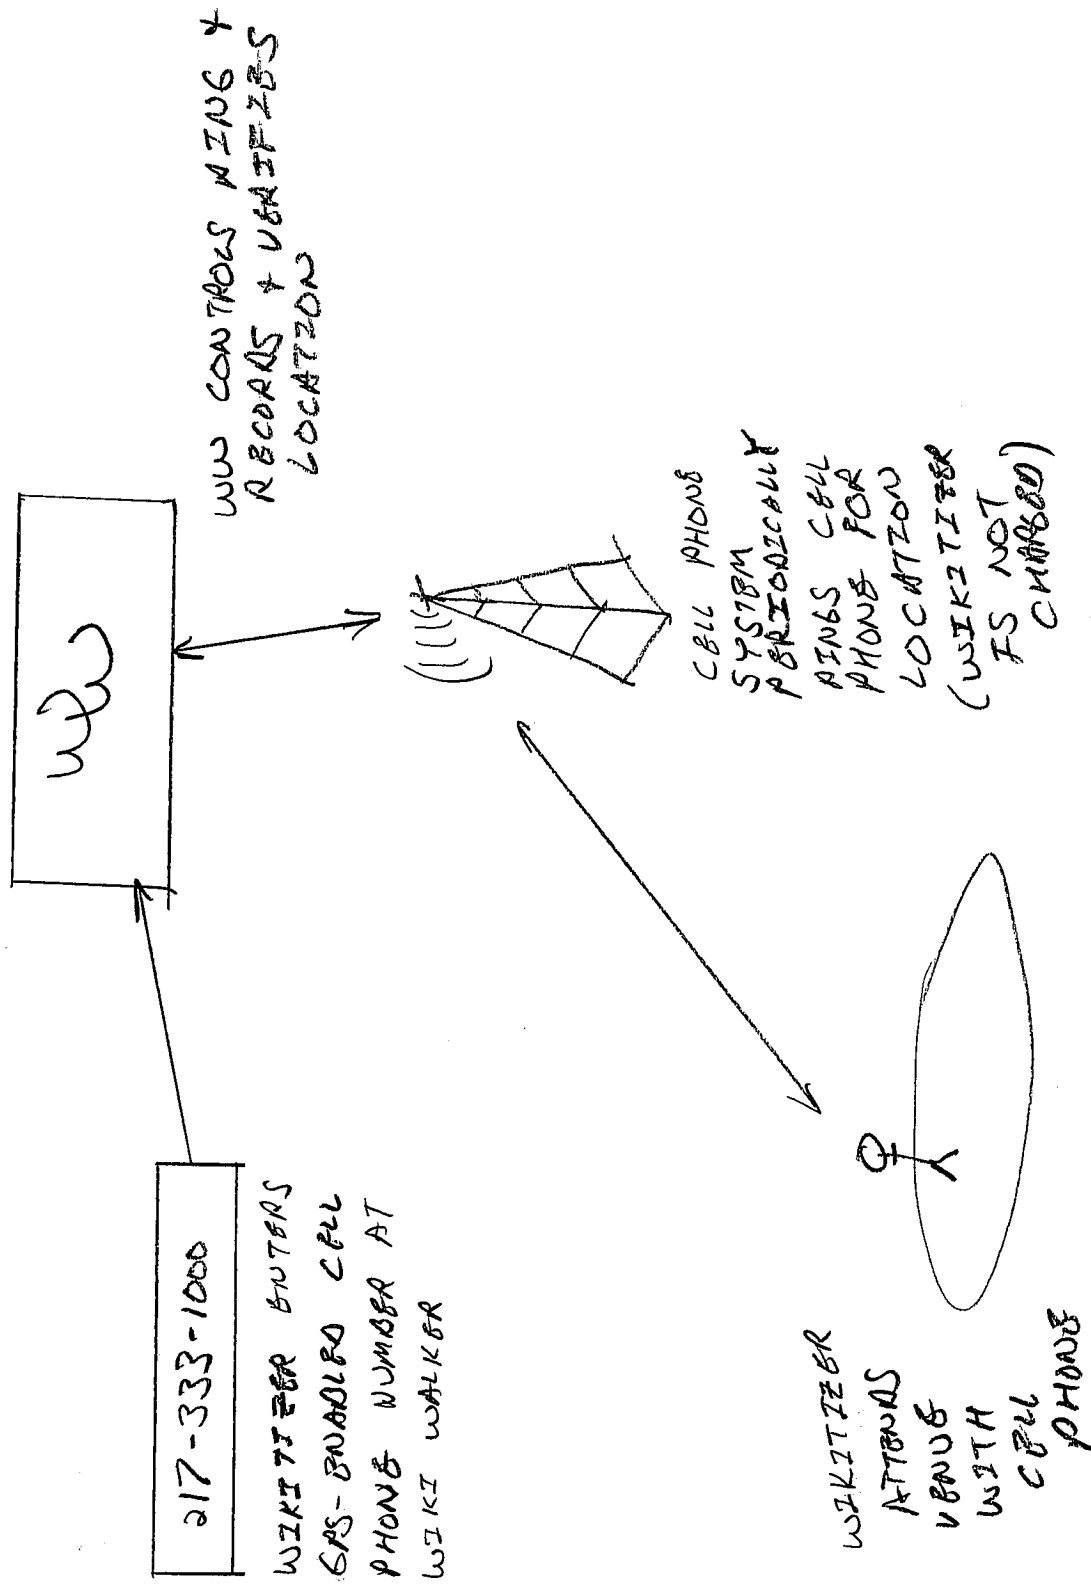 217-333-1000
WIKITIZER ENTERS
GPS-ENABLED CELL
PHONE NUMBER AT
WIKI WALKER
WW
WW CONTROLS PING +
RECORDS + VERIFIES
LOCATION
CELL PHONE
SYSTEM
PERIODICALLY
PINGS CELL
PHONE FOR
LOCATION
(WIKITIZER
IS NOT
CHARGED)
WIKITIZER
ATTENDS
VENUE
WITH
CELL
PHONE